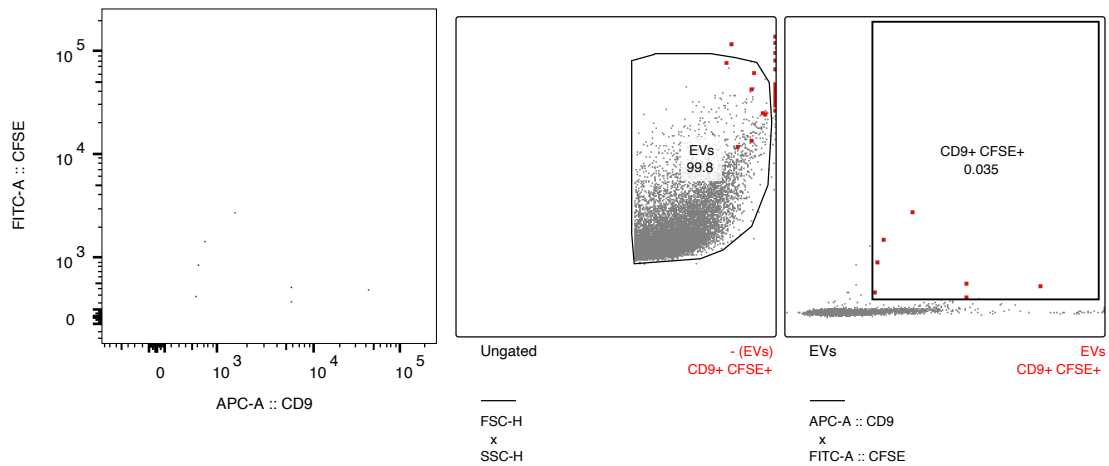 10^5
10^4
10^3
0
FITC-A :: CFSE
0
10^3
10^4
10^5
APC-A :: CD9
EVs
99.8
Ungated
- (EVs)
CD9+ CFSE+
FSC-H
x
SSC-H
CD9+ CFSE+
0.035
EVs
EVs
CD9+ CFSE+
APC-A :: CD9
x
FITC-A :: CFSE